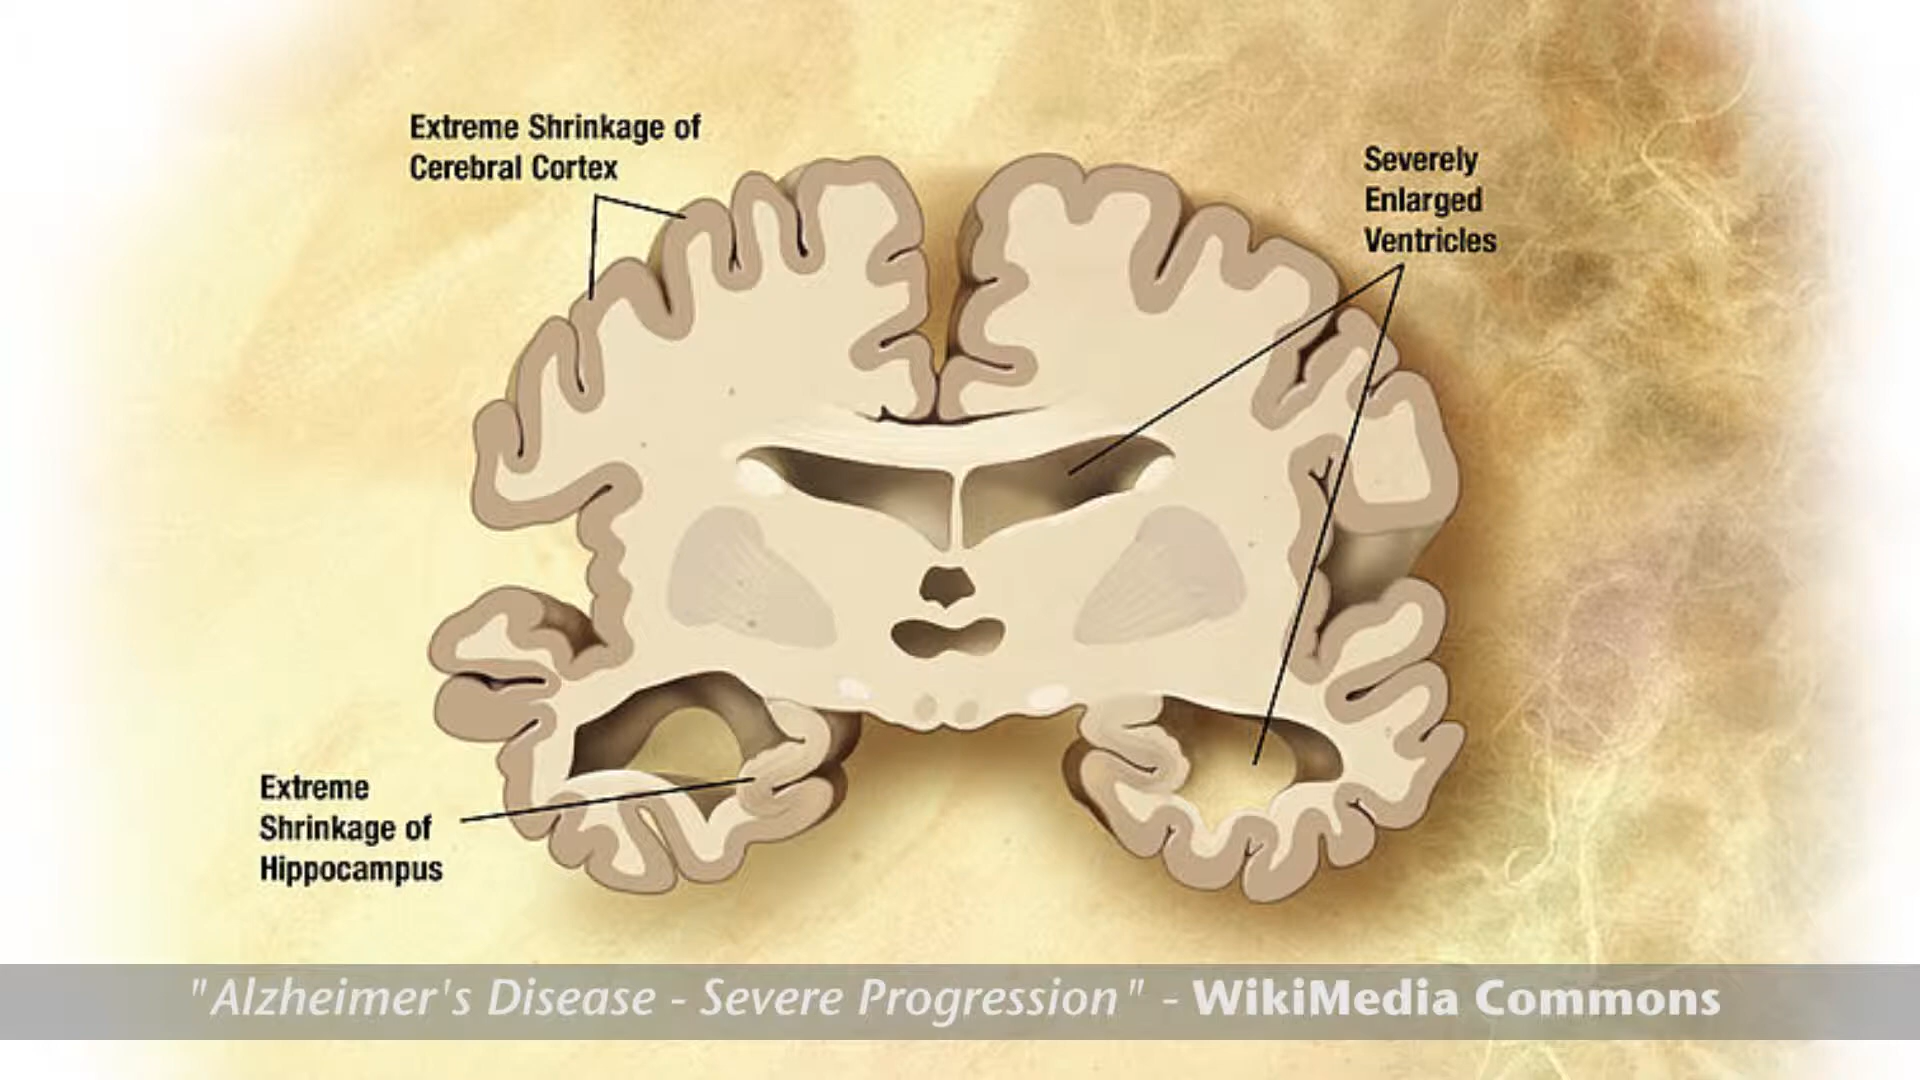 Extreme Shrinkage of
Cerebral Cortex
Severely
Enlarged
Ventricles
Extreme
Shrinkage of
Hippocampus
"Alzheimer's Disease - Severe Progression" - WikiMedia Commons